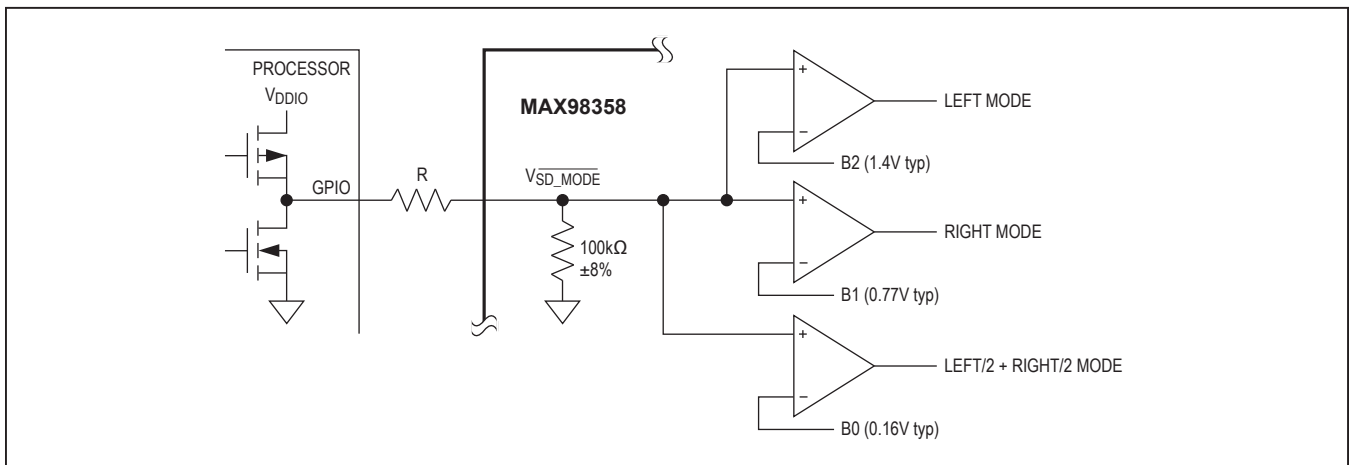 PROCESSOR
VDDIO
GPIO
R
MAX98358
VSD_MODE
100kΩ
±8%
+
−
LEFT MODE
B2 (1.4V typ)
+
−
RIGHT MODE
B1 (0.77V typ)
+
−
LEFT/2 + RIGHT/2 MODE
B0 (0.16V typ)